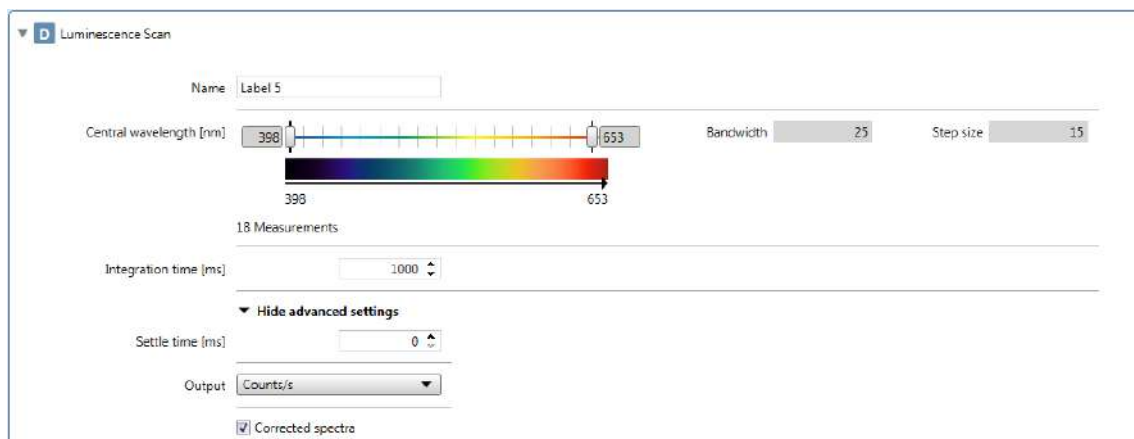 D Luminescence Scan
Name Label 5
Central wavelength [nm] 398 653 Bandwidth 25 Step size 15
398 653
18 Measurements
Integration time [ms] 1000
Hide advanced settings
Settle time [ms] 0
Output Counts/s
Corrected spectra